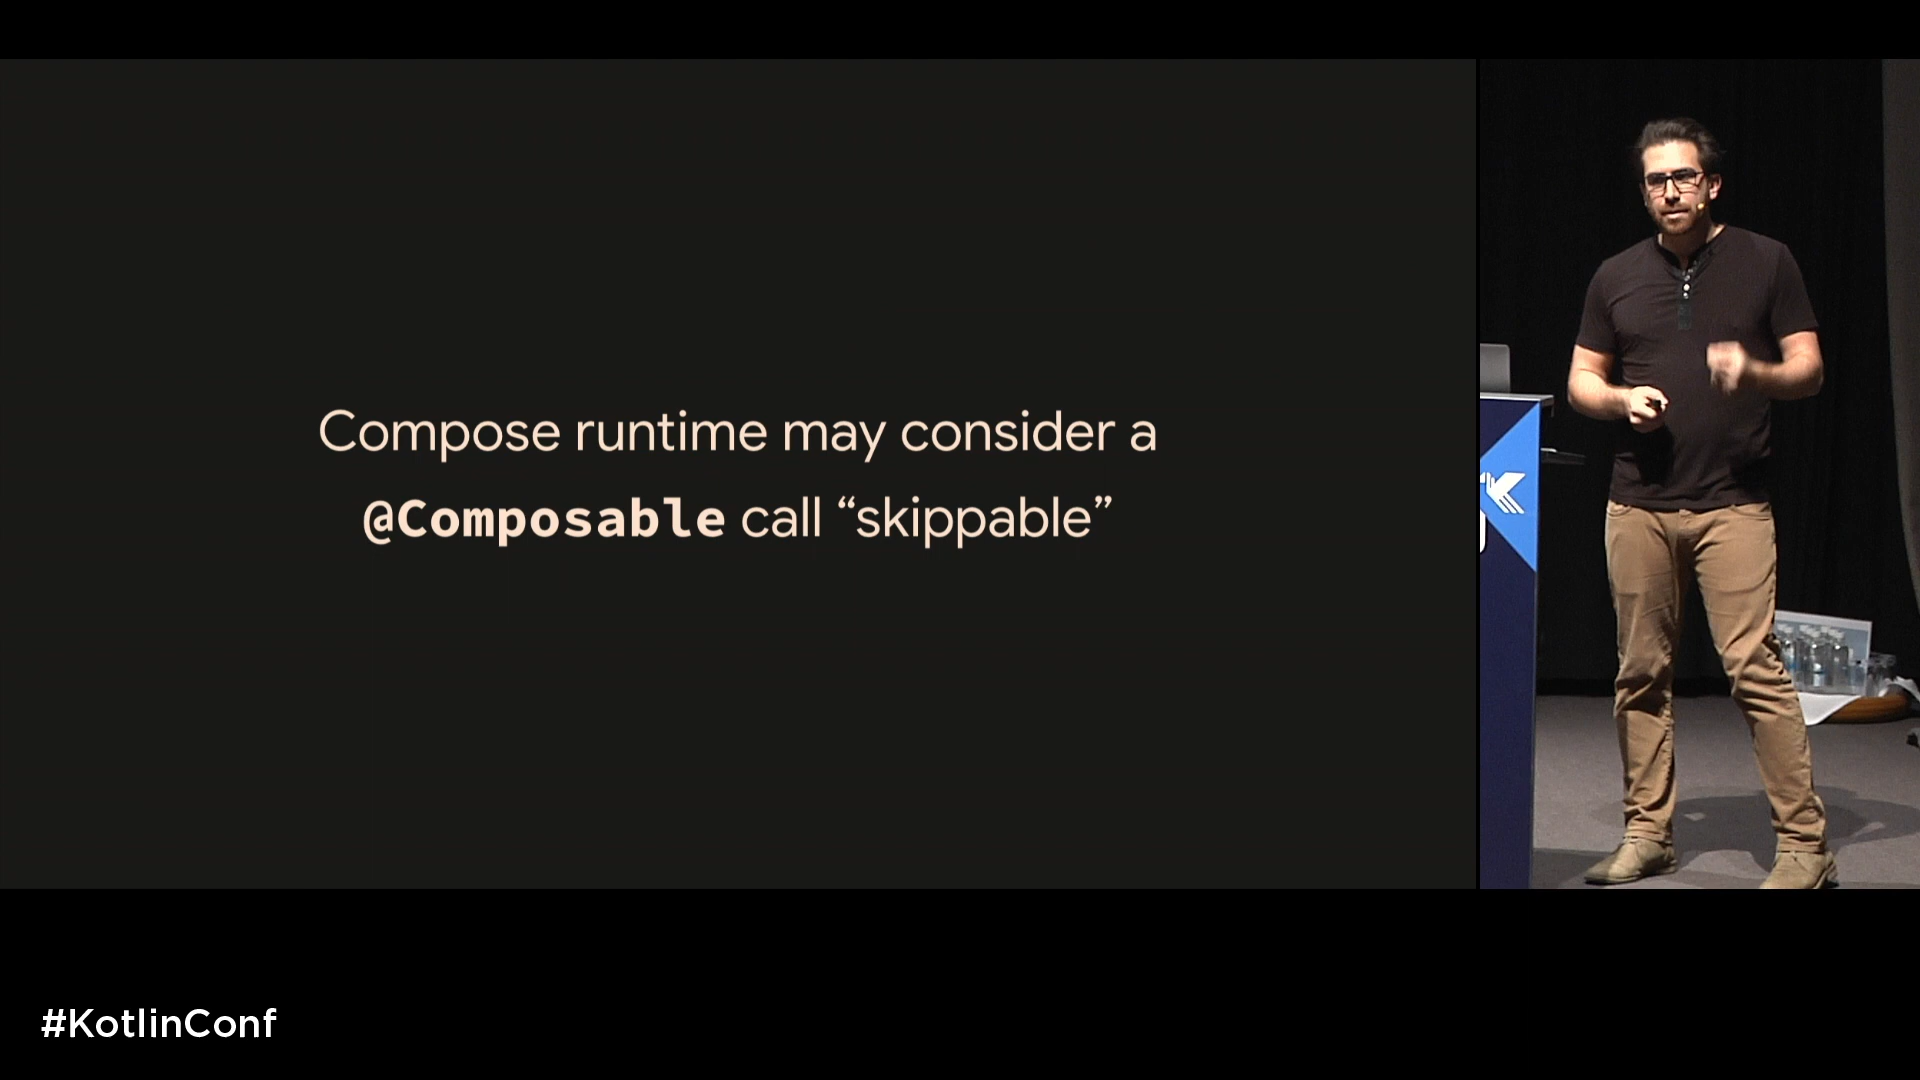 Compose runtime may consider a
@Composable call “skippable”
#KotlinConf